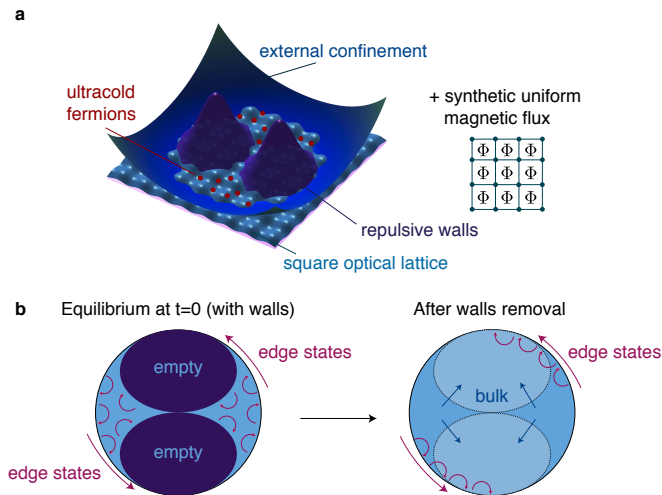 a
external confinement
ultracold
fermions
+ synthetic uniform
magnetic flux
Φ Φ Φ
Φ Φ Φ
Φ Φ Φ
repulsive walls
square optical lattice
b
Equilibrium at t=0 (with walls)
After walls removal
edge states
edge states
empty
bulk
empty
edge states